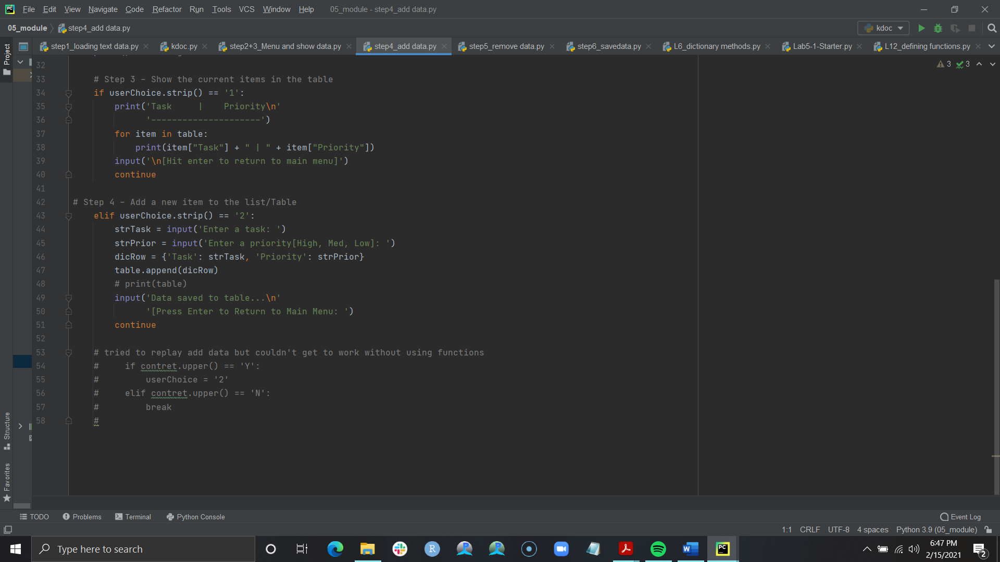 PC File Edit View Navigate Code Refactor Run Tools VCS Window Help 05_module - step4_add data.py
05_module step4_add data.py kdoc
step1_loading text data.py kdoc.py step2+3_Menu and show data.py step4_add data.py step5_remove data.py step6_savedata.py L6_dictionary methods.py Lab5-1-Starter.py L12_defining functions.py
Project
3 3
32
33 # Step 3 - Show the current items in the table
34 if userChoice.strip() == '1':
35 print('Task     |    Priority\n'
36 '---------------------')
37 for item in table:
38 print(item["Task"] + " | " + item["Priority"])
39 input('\n[Hit enter to return to main menu]')
40 continue
41
42 # Step 4 - Add a new item to the list/Table
43 elif userChoice.strip() == '2':
44 strTask = input('Enter a task: ')
45 strPrior = input('Enter a priority[High, Med, Low]: ')
46 dicRow = {'Task': strTask, 'Priority': strPrior}
47 table.append(dicRow)
48 # print(table)
49 input('Data saved to table...\n'
50 '[Press Enter to Return to Main Menu: ')
51 continue
52
53 # tried to replay add data but couldn't get to work without using functions
54 #     if contret.upper() == 'Y':
55 #         userChoice = '2'
56 #     elif contret.upper() == 'N':
57 #         break
58 #
Structure
Favorites
TODO Problems Terminal Python Console Event Log
1:1 CRLF UTF-8 4 spaces Python 3.9 (05_module)
Type here to search
R
W
PC
6:47 PM
2/15/2021
2